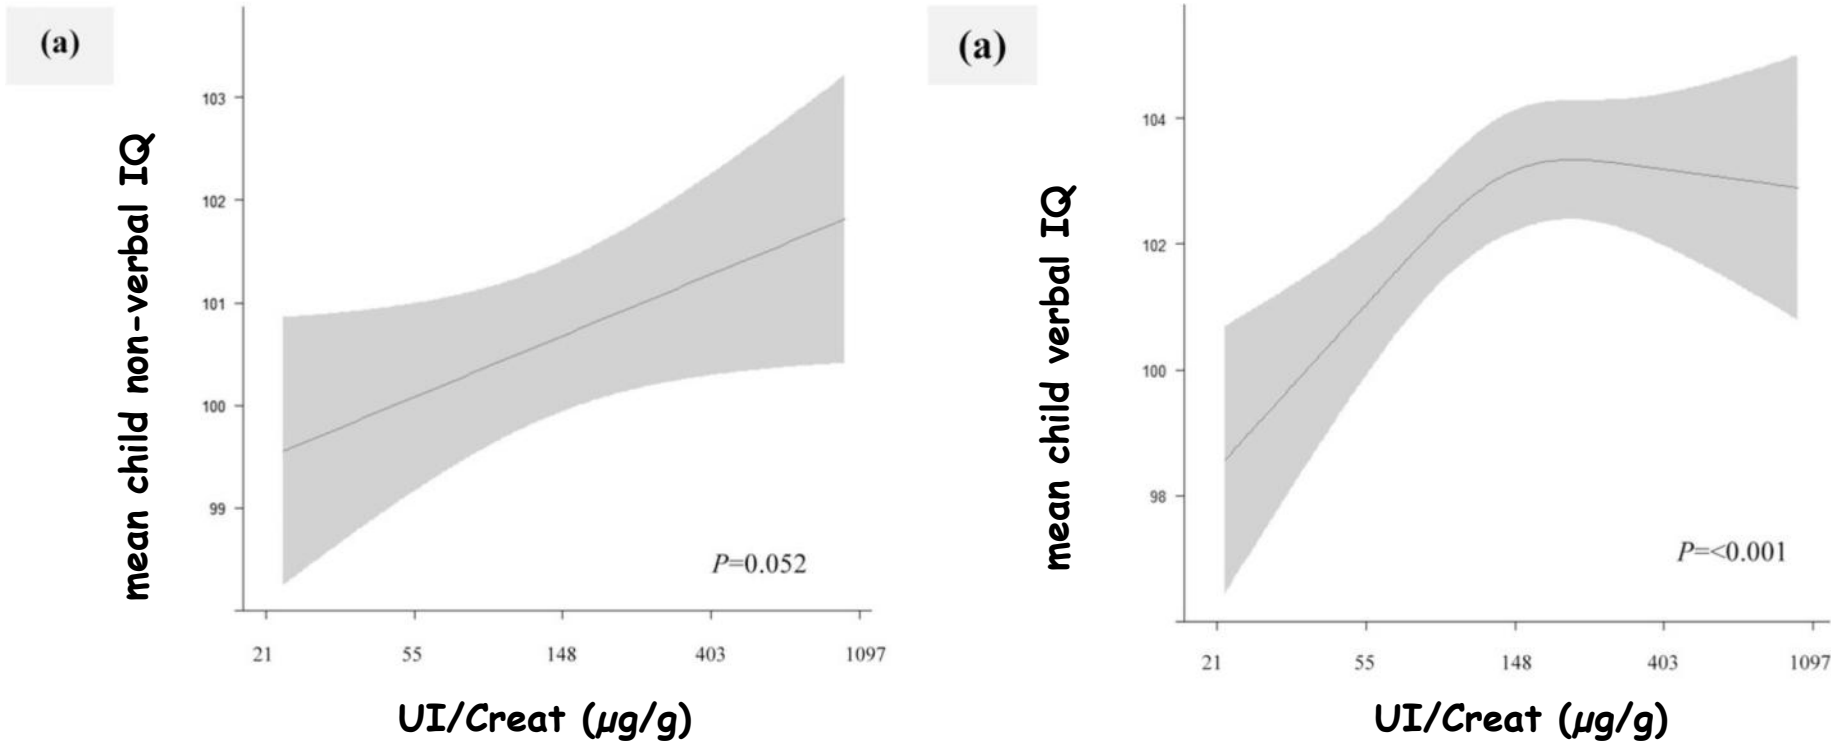 (a)
mean child non-verbal IQ
103
102
101
100
99
P=0.052
21 55 148 403 1097
UI/Creat (µg/g)
(a)
mean child verbal IQ
104
102
100
98
P=<0.001
21 55 148 403 1097
UI/Creat (µg/g)